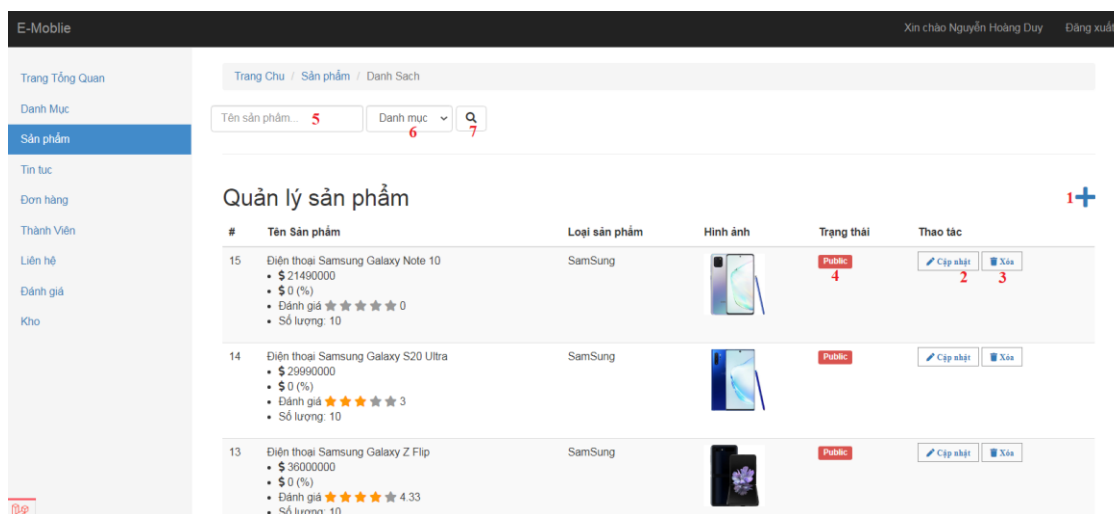 E-Moblie
Xin chào Nguyễn Hoàng Duy Đăng xuất
Trang Tổng Quan
Danh Mục
Sản phẩm
Tin tuc
Đơn hàng
Thành Viên
Liên hệ
Đánh giá
Kho
Trang Chu / Sản phẩm / Danh Sach
Tên sản phẩm... 5 Danh mục 6 7
Quản lý sản phẩm 1
# Tên Sản phẩm Loại sản phẩm Hình ảnh Trạng thái Thao tác
15 Điện thoại Samsung Galaxy Note 10 SamSung Public Cập nhật Xóa
$ 21490000 4 2 3
$ 0 (%)
Đánh giá 0
Số lượng: 10
14 Điện thoại Samsung Galaxy S20 Ultra SamSung Public Cập nhật Xóa
$ 29990000
$ 0 (%)
Đánh giá 3
Số lượng: 10
13 Điện thoại Samsung Galaxy Z Flip SamSung Public Cập nhật Xóa
$ 36000000
$ 0 (%)
Đánh giá 4.33
Số lượng: 10